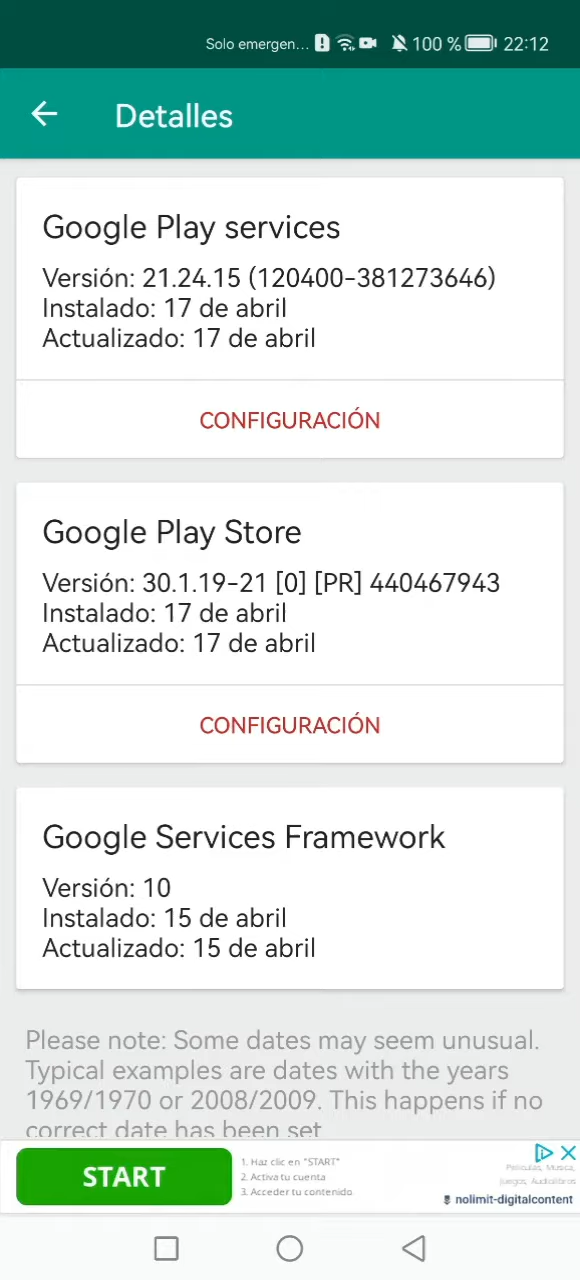 Solo emergen... 100 % 22:12
Detalles
Google Play services
Versión: 21.24.15 (120400-381273646)
Instalado: 17 de abril
Actualizado: 17 de abril
CONFIGURACIÓN
Google Play Store
Versión: 30.1.19-21 [0] [PR] 440467943
Instalado: 17 de abril
Actualizado: 17 de abril
CONFIGURACIÓN
Google Services Framework
Versión: 10
Instalado: 15 de abril
Actualizado: 15 de abril
Please note: Some dates may seem unusual.
Typical examples are dates with the years
1969/1970 or 2008/2009. This happens if no
correct date has been set
START
1. Haz clic en "START"
2. Activa tu cuenta
3. Acceder tu contenido
Peliculas, Musica,
Juegos, Audiolibros
nolimit-digitalcontent